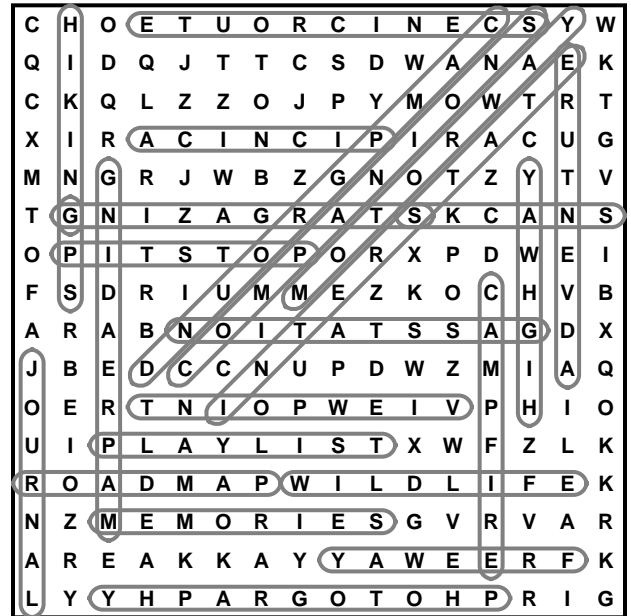 C H O E T U O R C I N E C S Y W
Q I D Q J T T C S D W A N A E K
C K Q L Z Z O J P Y M O W T R T
X I R A C I N C I P I R A C U G
M N G R J W B Z G N O T Z Y T V
T G N I Z A G R A T S K C A N S
O P I T S T O P O R X P D W E I
F S D R I U M M E Z K O C H V B
A R A B N O I T A T S S A G D X
J B E D C C N U P D W Z M I A Q
O E R T N I O P W E I V P H I O
U I P L A Y L I S T X W F Z L K
R O A D M A P W I L D L I F E K
N Z M E M O R I E S G V R V A R
A R E A K K A Y Y A W E E R F K
L Y Y H P A R G O T O H P R I G